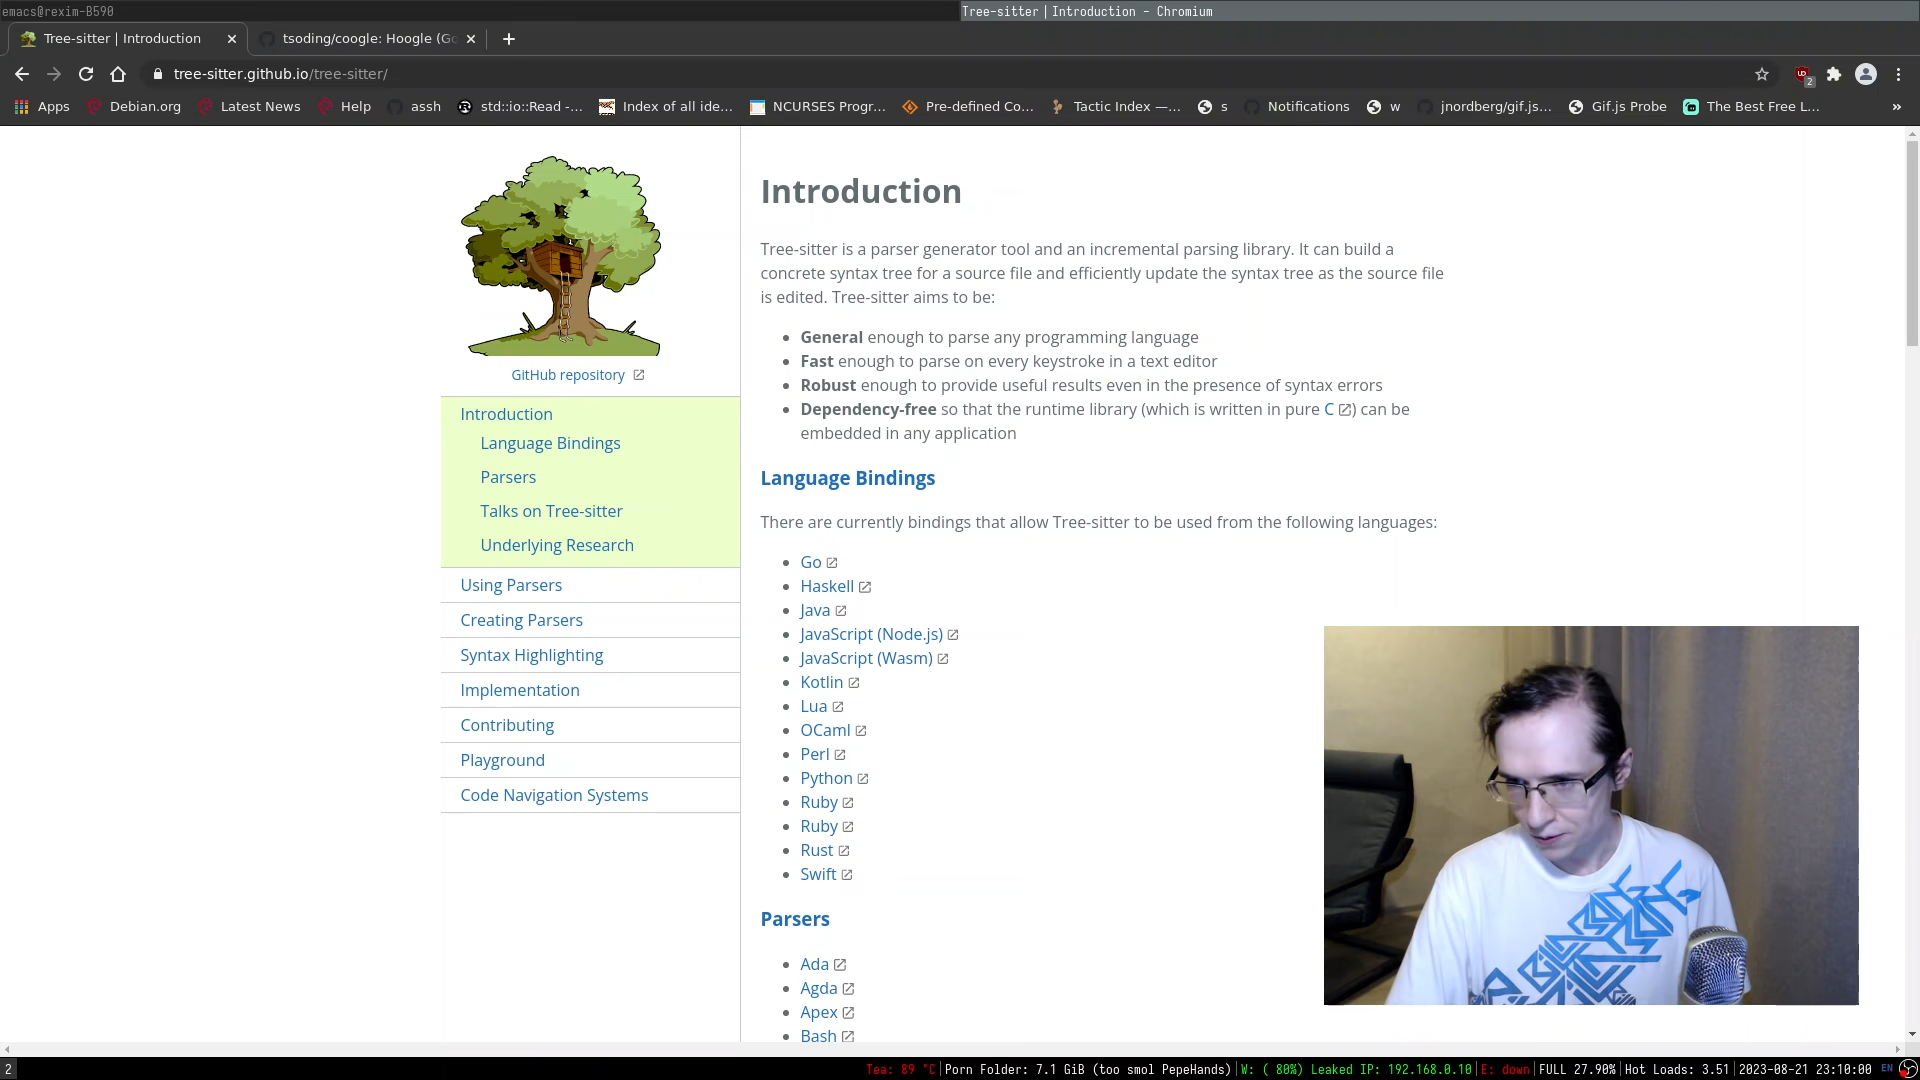 emacs@rexim-B590
Tree-sitter | Introduction - Chromium
Tree-sitter | Introduction
tsoding/coogle: Hoogle (Go
tree-sitter.github.io/tree-sitter/
2
Apps
Debian.org
Latest News
Help
assh
std::io::Read -...
Index of all ide...
NCURSES Progr...
Pre-defined Co...
Tactic Index —...
s
Notifications
w
jnordberg/gif.js...
Gif.js Probe
The Best Free L...
»
GitHub repository
Introduction
Language Bindings
Parsers
Talks on Tree-sitter
Underlying Research
Using Parsers
Creating Parsers
Syntax Highlighting
Implementation
Contributing
Playground
Code Navigation Systems
Introduction
Tree-sitter is a parser generator tool and an incremental parsing library. It can build a
concrete syntax tree for a source file and efficiently update the syntax tree as the source file
is edited. Tree-sitter aims to be:
General enough to parse any programming language
Fast enough to parse on every keystroke in a text editor
Robust enough to provide useful results even in the presence of syntax errors
Dependency-free so that the runtime library (which is written in pure C) can be
embedded in any application
Language Bindings
There are currently bindings that allow Tree-sitter to be used from the following languages:
Go
Haskell
Java
JavaScript (Node.js)
JavaScript (Wasm)
Kotlin
Lua
OCaml
Perl
Python
Ruby
Ruby
Rust
Swift
Parsers
Ada
Agda
Apex
Bash
2
Tea: 89 °C|Porn Folder: 7.1 GiB (too smol PepeHands)|W: ( 80%) Leaked IP: 192.168.0.10|E: down|FULL 27.90%|Hot Loads: 3.51|2023-08-21 23:10:00 EN